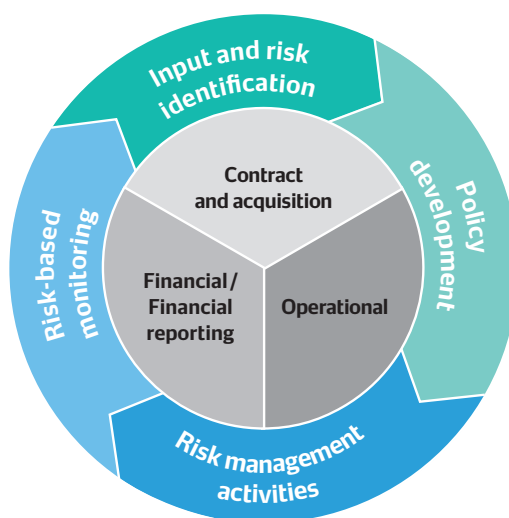 Input and risk
identification
Policy
development
Risk management
activities
Risk-based
monitoring
Contract
and acquisition
Operational
Financial/
Financial
reporting